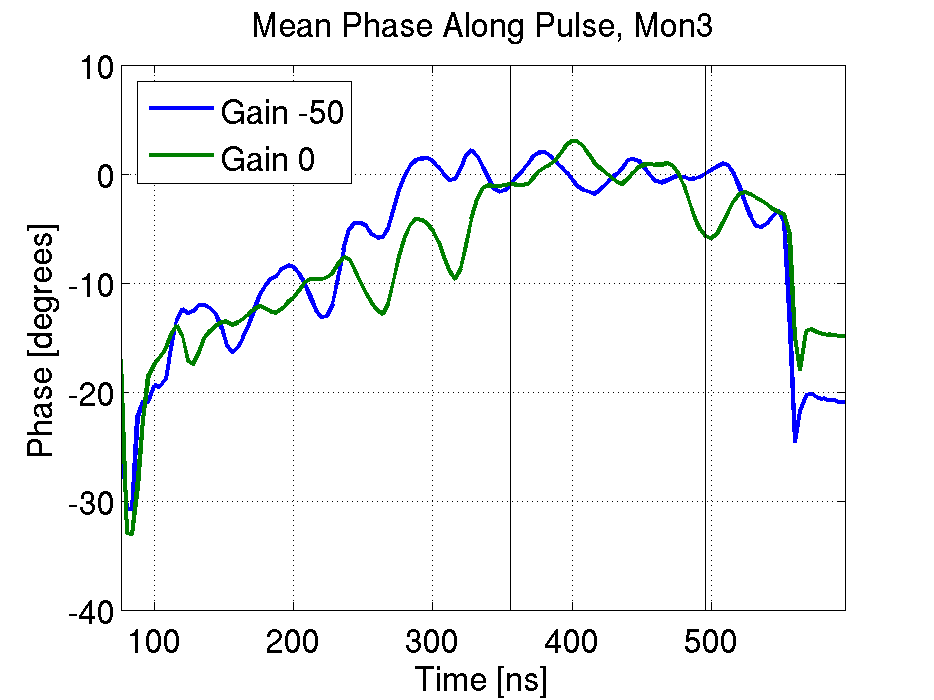 Mean Phase Along Pulse, Mon3
10
0
-10
-20
-30
-40
Phase [degrees]
Gain -50
Gain 0
100 200 300 400 500
Time [ns]